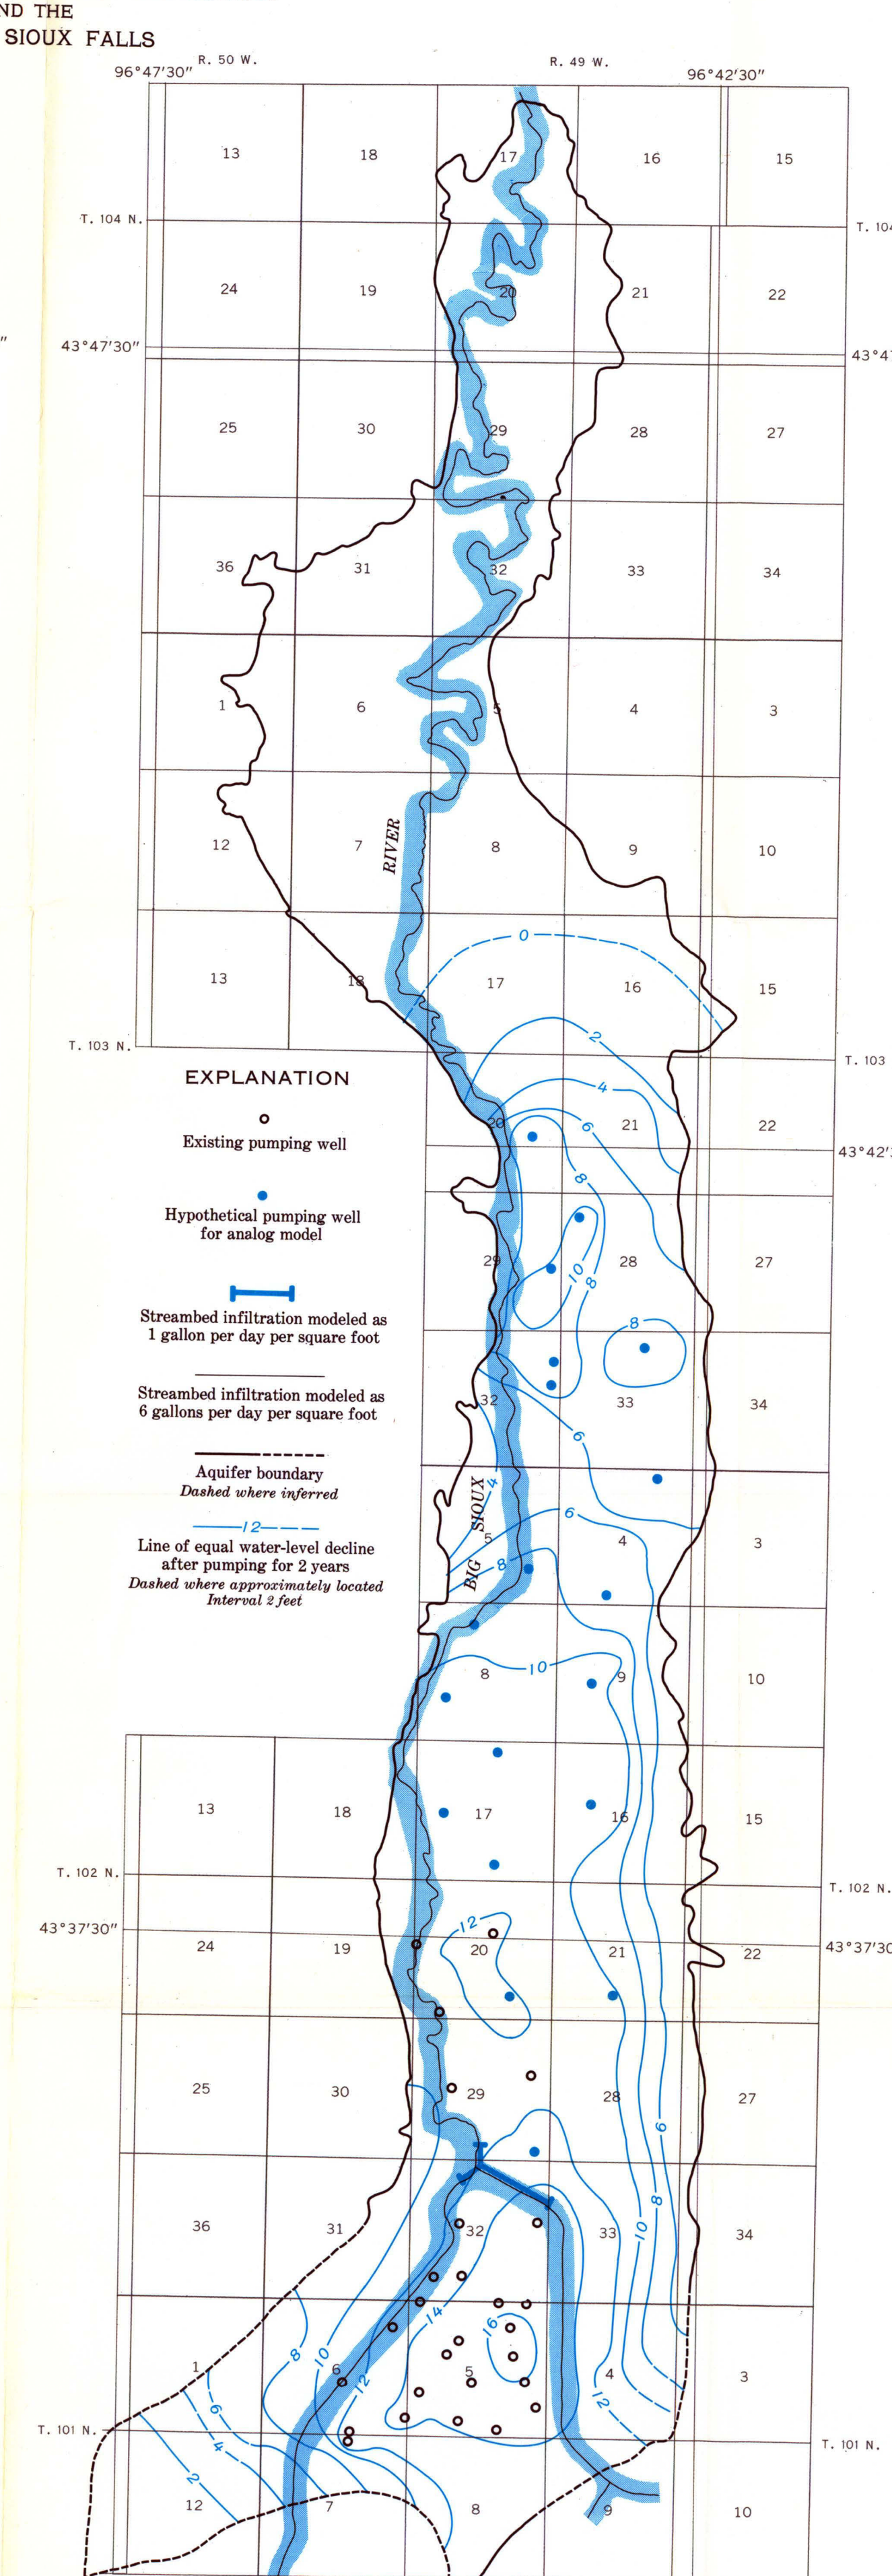 ND THE
SIOUX FALLS
R. 50 W. R. 49 W.
96°47'30" 96°42'30"
13 18 17 16 15
T. 104 N. T. 104
24 19 20 21 22
43°47'30" 43°47'
25 30 29 28 27
36 31 32 33 34
1 6 5 4 3
RIVER
12 7 8 9 10
0
13 18 17 16 15
2
T. 103 N. T. 103
EXPLANATION
4
20 6 21 22
Existing pumping well
43°42'
8
Hypothetical pumping well
for analog model
29 10 8 28 27
Streambed infiltration modeled as
1 gallon per day per square foot
8
Streambed infiltration modeled as
6 gallons per day per square foot
32 33 34
6
Aquifer boundary
Dashed where inferred
4
BIG SIOUX
12
6
Line of equal water-level decline
after pumping for 2 years
Dashed where approximately located
Interval 2 feet
5 4 3
8
8 10 9 10
13 18 17 16 15
T. 102 N. T. 102 N.
43°37'30" 43°37'30
12
24 19 20 21 22
25 30 29 28 27
6
8
36 31 32 33 34
10
14
16
8 10
1 6 5 4 3
12 12
6
T. 101 N. T. 101 N.
4
2
12 7 8 9 10